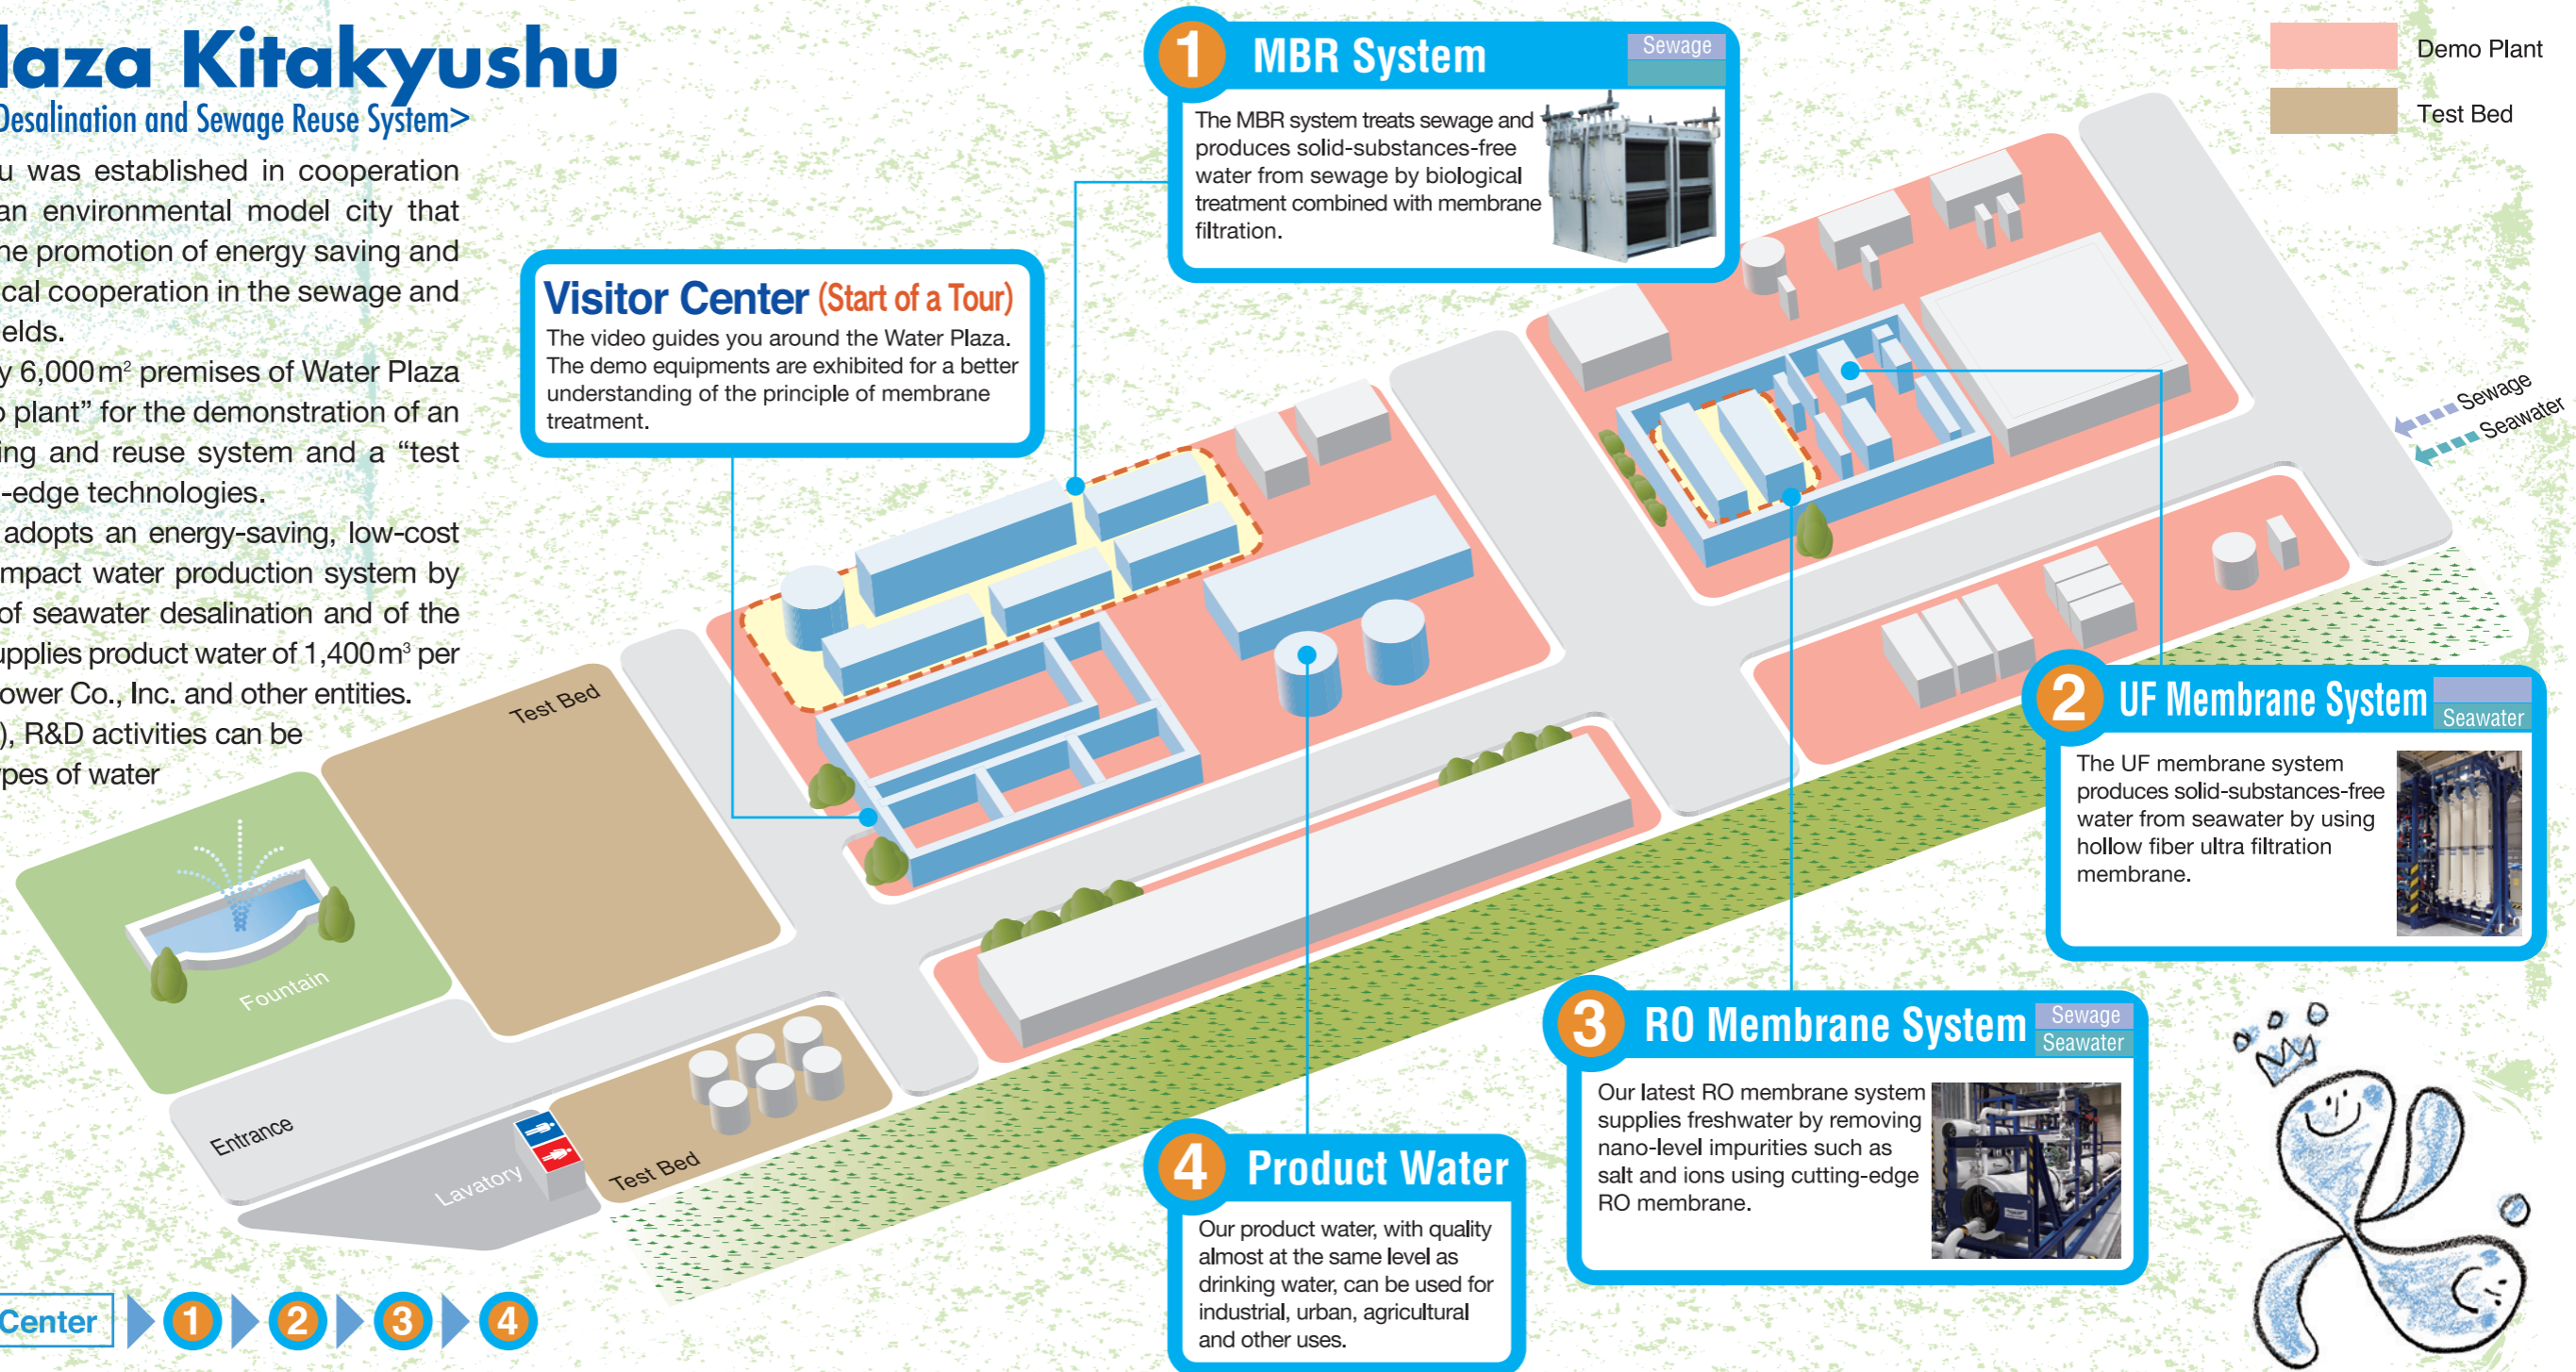 laza Kitakyushu
Desalination and Sewage Reuse System>
u was established in cooperation
an environmental model city that
he promotion of energy saving and
ical cooperation in the sewage and
ields.
y 6,000m² premises of Water Plaza
o plant” for the demonstration of an
ing and reuse system and a “test
-edge technologies.
adopts an energy-saving, low-cost
mpact water production system by
of seawater desalination and of the
upplies product water of 1,400m³ per
ower Co., Inc. and other entities.
), R&D activities can be
ypes of water
Visitor Center (Start of a Tour)
The video guides you around the Water Plaza.
The demo equipments are exhibited for a better
understanding of the principle of membrane
treatment.
1 MBR System
Sewage
The MBR system treats sewage and
produces solid-substances-free
water from sewage by biological
treatment combined with membrane
filtration.
Demo Plant
Test Bed
Sewage
Seawater
2 UF Membrane System
Seawater
The UF membrane system
produces solid-substances-free
water from seawater by using
hollow fiber ultra filtration
membrane.
3 RO Membrane System
Sewage
Seawater
Our latest RO membrane system
supplies freshwater by removing
nano-level impurities such as
salt and ions using cutting-edge
RO membrane.
4 Product Water
Our product water, with quality
almost at the same level as
drinking water, can be used for
industrial, urban, agricultural
and other uses.
Test Bed
Fountain
Entrance
Lavatory
Test Bed
Center 1 2 3 4